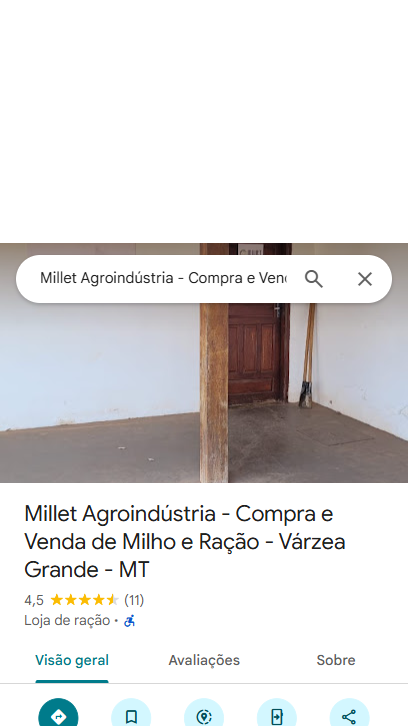 Millet Agroindústria - Compra e Venc
Millet Agroindústria - Compra e
Venda de Milho e Ração - Várzea
Grande - MT
4,5 (11)
Loja de ração •
Visão geral Avaliações Sobre